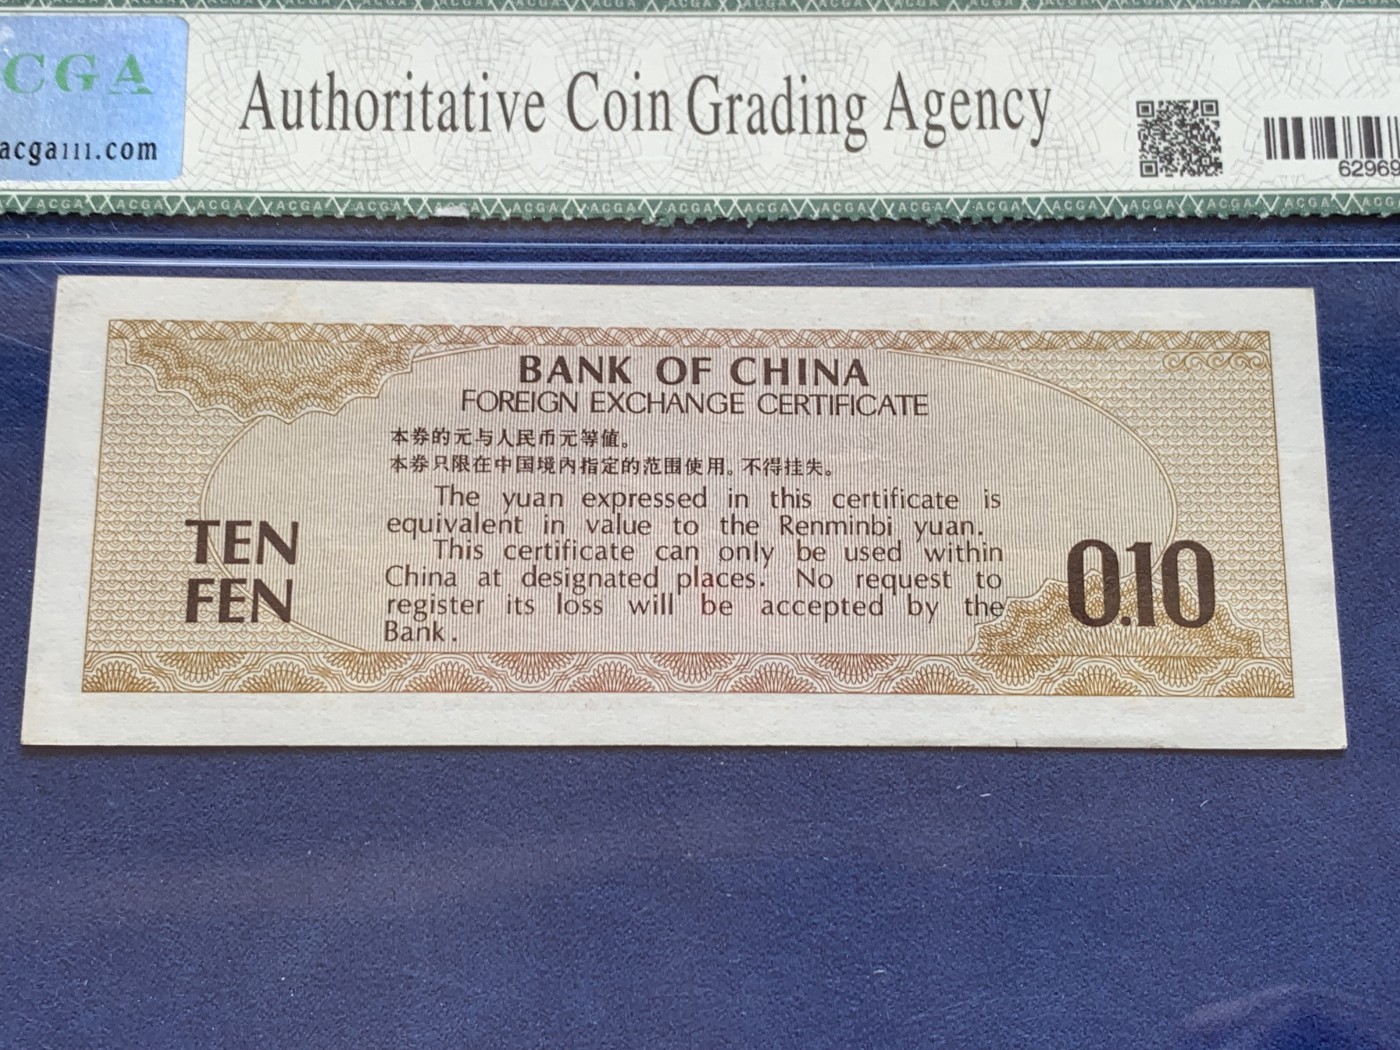 CGA
acga111.com
Authoritative Coin Grading Agency
62969
BANK OF CHINA
FOREIGN EXCHANGE CERTIFICATE
本券的元与人民币元等值。
本券只限在中国境内指定的范围使用。不得挂失。
The yuan expressed in this certificate is
equivalent in value to the Renminbi yuan.
This certificate can only be used within
China at designated places. No request to
register its loss will be accepted by the
Bank.
TEN
FEN
0.10